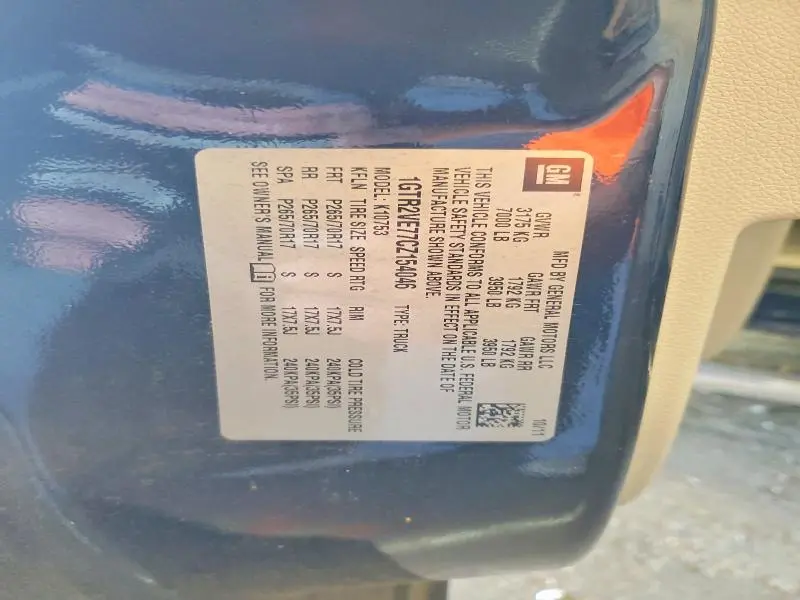 GM
MFD BY GENERAL MOTORS LLC 10/11
GVWR GAWR FRT GAWR RR
3175 KG 1792 KG 1792 KG
7000 LB 3950 LB 3950 LB
THIS VEHICLE CONFORMS TO ALL APPLICABLE U.S. FEDERAL MOTOR
VEHICLE SAFETY STANDARDS IN EFFECT ON THE DATE OF
MANUFACTURE SHOWN ABOVE.
1GTR2VE77CZ154046 TYPE: TRUCK
MODEL: K10753
KFLN TIRE SIZE SPEED RTG RIM COLD TIRE PRESSURE
FRT P265/70R17 S 17X7.5J 240KPA(35PSI)
RR P265/70R17 S 17X7.5J 240KPA(35PSI)
SPA P265/70R17 S 17X7.5J 240KPA(35PSI)
SEE OWNER'S MANUAL FOR MORE INFORMATION.